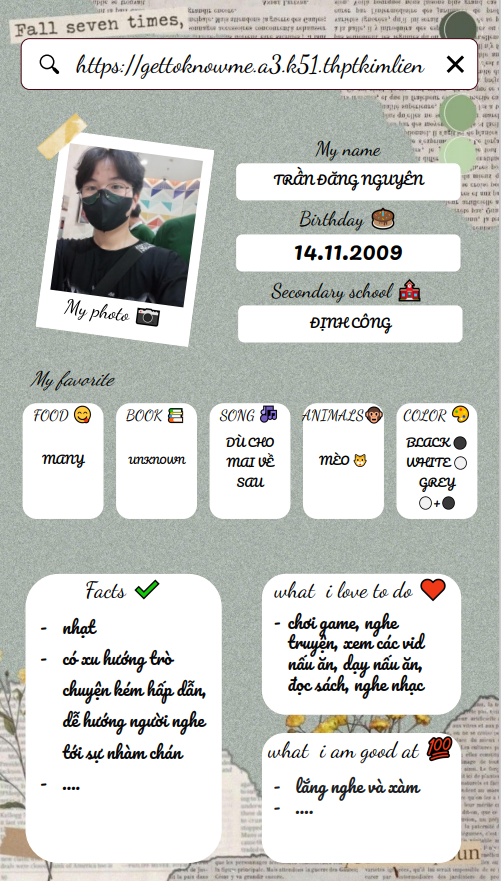 Fall seven times,
https://gettoknowme.a3.k51.thptkimlien
My name
TRẦN ĐĂNG NGUYÊN
Birthday
14.11.2009
Secondary school
ĐỊNH CÔNG
My photo
My favorite
FOOD
many
BOOK
unknown
SONG
DÙ CHO
MAI VỀ
SAU
ANIMALS
MÈO
COLOR
BLACK
WHITE
GREY
+
Facts
- nhạt
- có xu hướng trò
chuyện kém hấp dẫn,
dễ hướng người nghe
tới sự nhàm chán
- ....
what i love to do
- chơi game, nghe
truyện, xem các vid
nấu ăn, dạy nấu ăn,
đọc sách, nghe nhạc
what i am good at
- lắng nghe và xàm
- ....